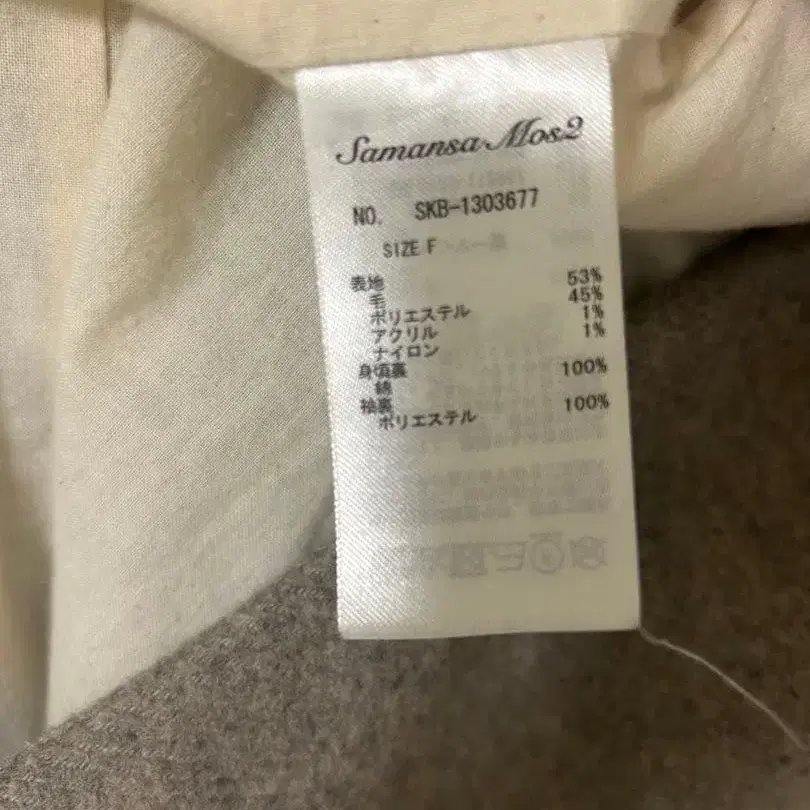 Samansa Mos2
NO. SKB-1303677
SIZE F
表地
毛 53%
ポリエステル 45%
アクリル 1%
ナイロン 1%
身頃裏
綿 100%
袖裏
ポリエステル 100%